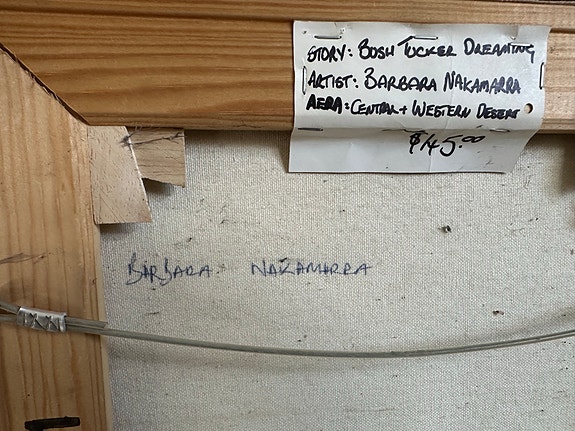 STORY: BUSH TUCKER DREAMING
ARTIST: BARBARA NAKAMARRA
AERA: CENTRAL + WESTERN DESERT
$145.00
BARBARA NAKAMARRA